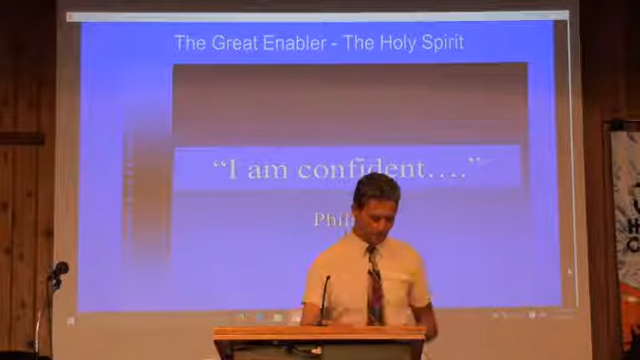 The Great Enabler - The Holy Spirit
“I am confident....”